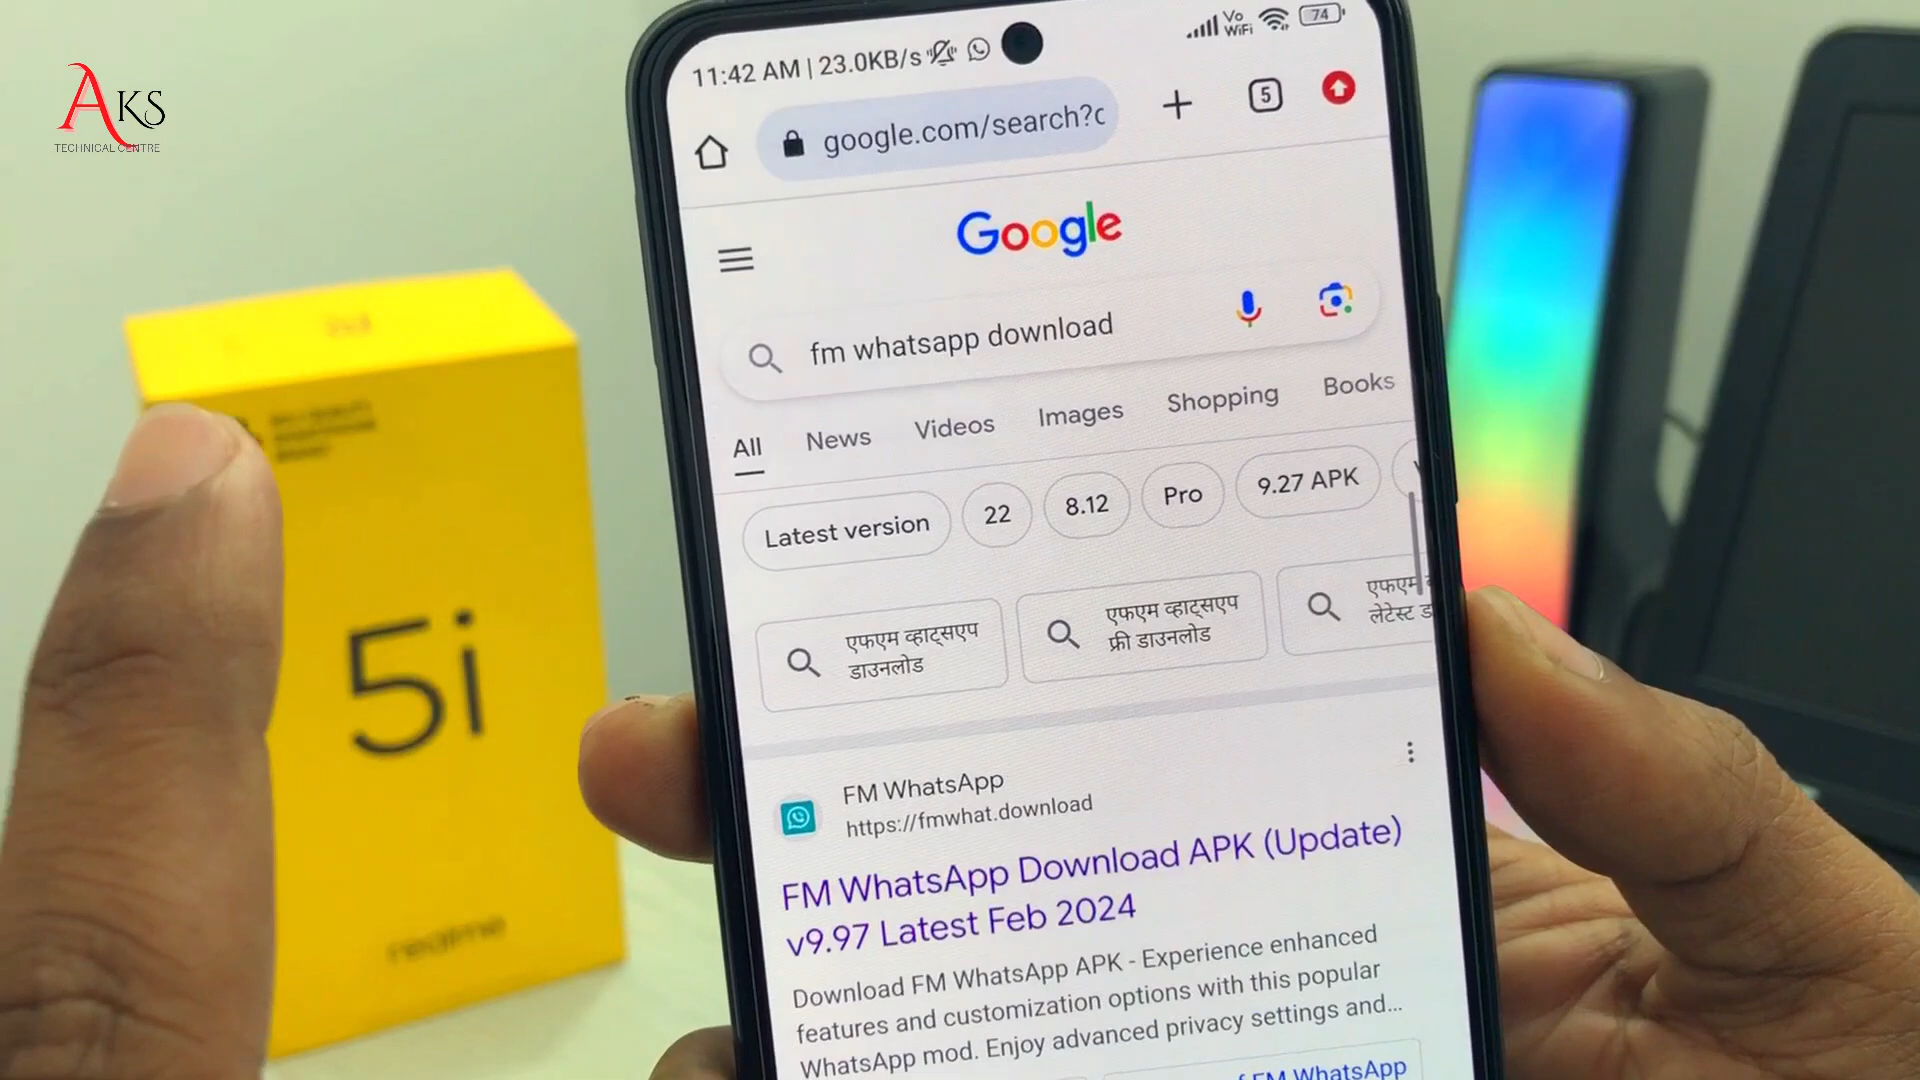 AKS
TECHNICAL CENTRE
11:42 AM | 23.0KB/s
Vo
WiFi
74
google.com/search?c
5
Google
fm whatsapp download
All News Videos Images Shopping Books
Latest version 22 8.12 Pro 9.27 APK
एफएम व्हाट्सएप
डाउनलोड
एफएम व्हाट्सएप
फ्री डाउनलोड
एफएम
लेटेस्ट
FM WhatsApp
https://fmwhat.download
FM WhatsApp Download APK (Update)
v9.97 Latest Feb 2024
Download FM WhatsApp APK - Experience enhanced
features and customization options with this popular
WhatsApp mod. Enjoy advanced privacy settings and...
FM WhatsApp
5i
realme